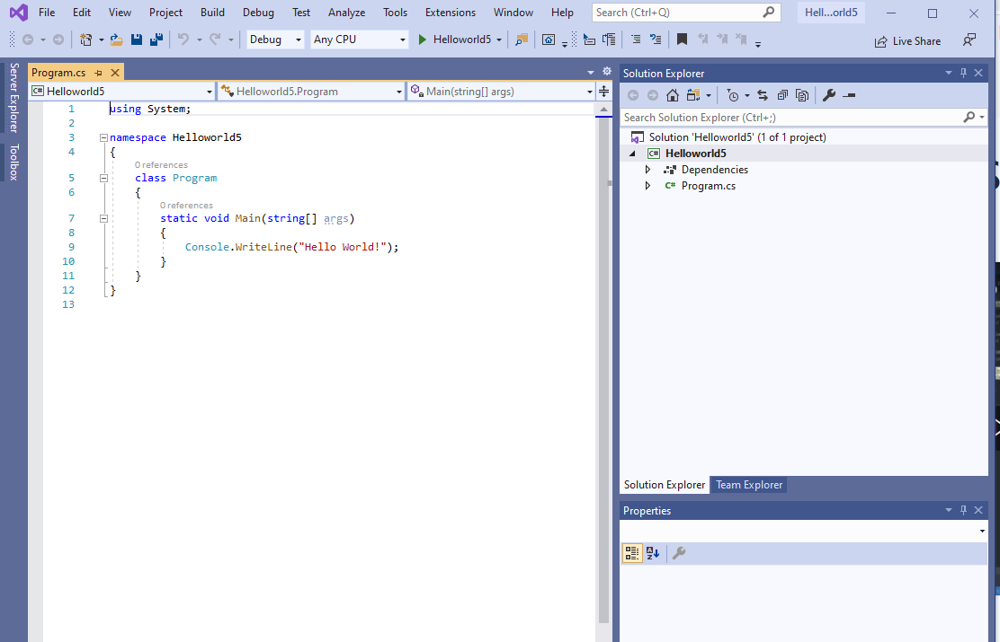 File Edit View Project Build Debug Test Analyze Tools Extensions Window Help Search (Ctrl+Q) Hell...orld5
Debug Any CPU Helloworld5 Live Share
Server Explorer
Toolbox
Program.cs
Helloworld5 Helloworld5.Program Main(string[] args)
1 using System;
2
3 namespace Helloworld5
4 {
0 references
5 class Program
6 {
0 references
7 static void Main(string[] args)
8 {
9 Console.WriteLine("Hello World!");
10 }
11 }
12 }
13
Solution Explorer
Search Solution Explorer (Ctrl+;)
Solution 'Helloworld5' (1 of 1 project)
C# Helloworld5
Dependencies
C# Program.cs
Solution Explorer Team Explorer
Properties